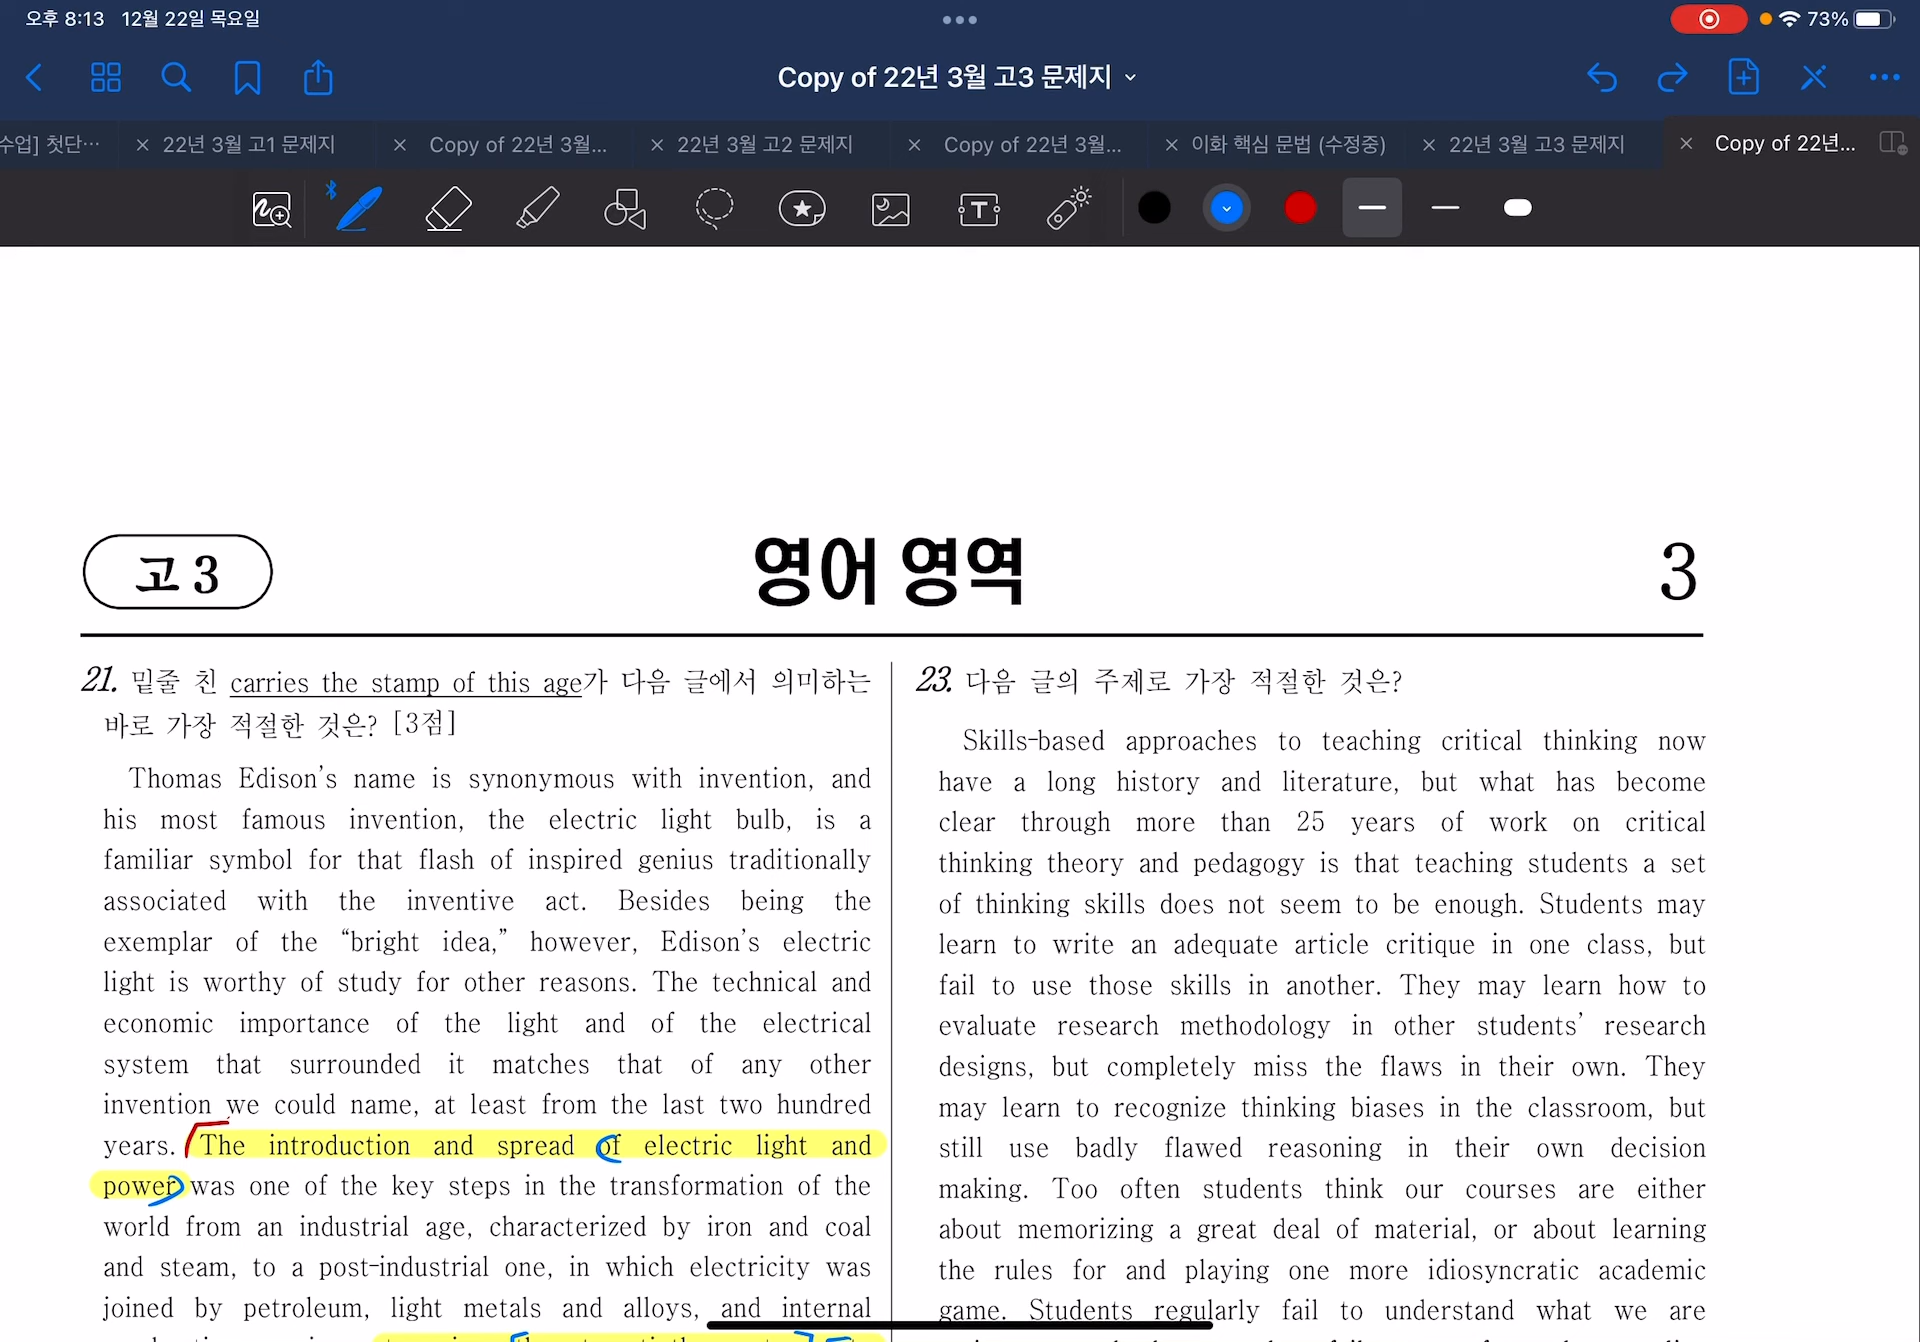 오후 8:13 12월 22일 목요일
73%
Copy of 22년 3월 고3 문제지
수업] 첫단…
22년 3월 고1 문제지
Copy of 22년 3월...
22년 3월 고2 문제지
Copy of 22년 3월...
이화 핵심 문법 (수정중)
22년 3월 고3 문제지
Copy of 22년...
고3
영어 영역
3
21. 밑줄 친 carries the stamp of this age가 다음 글에서 의미하는
바로 가장 적절한 것은? [3점]
Thomas Edison's name is synonymous with invention, and
his most famous invention, the electric light bulb, is a
familiar symbol for that flash of inspired genius traditionally
associated with the inventive act. Besides being the
exemplar of the “bright idea,” however, Edison's electric
light is worthy of study for other reasons. The technical and
economic importance of the light and of the electrical
system that surrounded it matches that of any other
invention we could name, at least from the last two hundred
years. The introduction and spread of electric light and
power was one of the key steps in the transformation of the
world from an industrial age, characterized by iron and coal
and steam, to a post-industrial one, in which electricity was
joined by petroleum, light metals and alloys, and internal
23. 다음 글의 주제로 가장 적절한 것은?
Skills-based approaches to teaching critical thinking now
have a long history and literature, but what has become
clear through more than 25 years of work on critical
thinking theory and pedagogy is that teaching students a set
of thinking skills does not seem to be enough. Students may
learn to write an adequate article critique in one class, but
fail to use those skills in another. They may learn how to
evaluate research methodology in other students' research
designs, but completely miss the flaws in their own. They
may learn to recognize thinking biases in the classroom, but
still use badly flawed reasoning in their own decision
making. Too often students think our courses are either
about memorizing a great deal of material, or about learning
the rules for and playing one more idiosyncratic academic
game. Students regularly fail to understand what we are